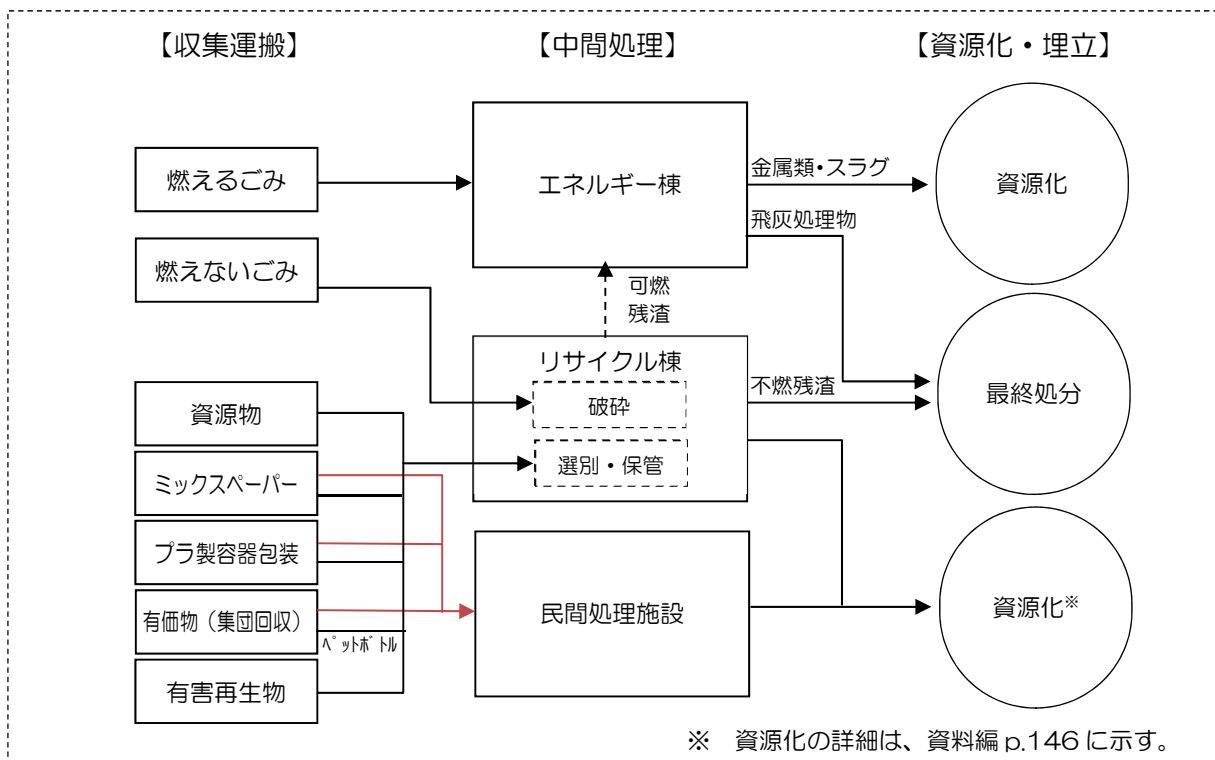 【収集運搬】
【中間処理】
【資源化・埋立】
燃えるごみ
燃えないごみ
資源物
ミックスペーパー
プラ製容器包装
有価物（集団回収）
ﾍﾟｯﾄﾎﾞﾄﾙ
有害再生物
エネルギー棟
可燃
残渣
リサイクル棟
破砕
選別・保管
民間処理施設
金属類・スラグ
飛灰処理物
不燃残渣
資源化
最終処分
資源化※
※　資源化の詳細は、資料編 p.146 に示す。